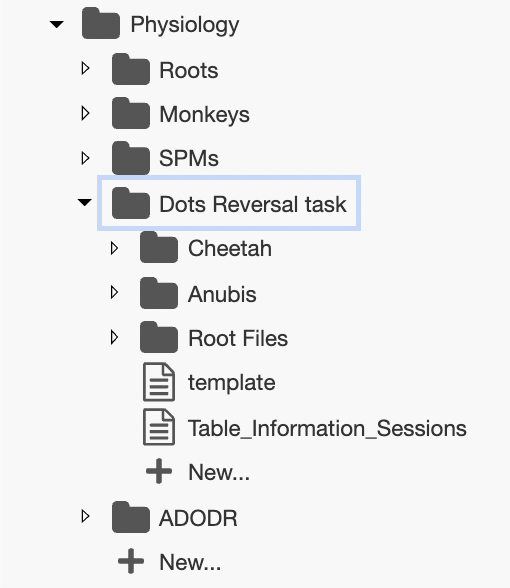 Physiology
Roots
Monkeys
SPMs
Dots Reversal task
Cheetah
Anubis
Root Files
template
Table_Information_Sessions
New...
ADODR
New...